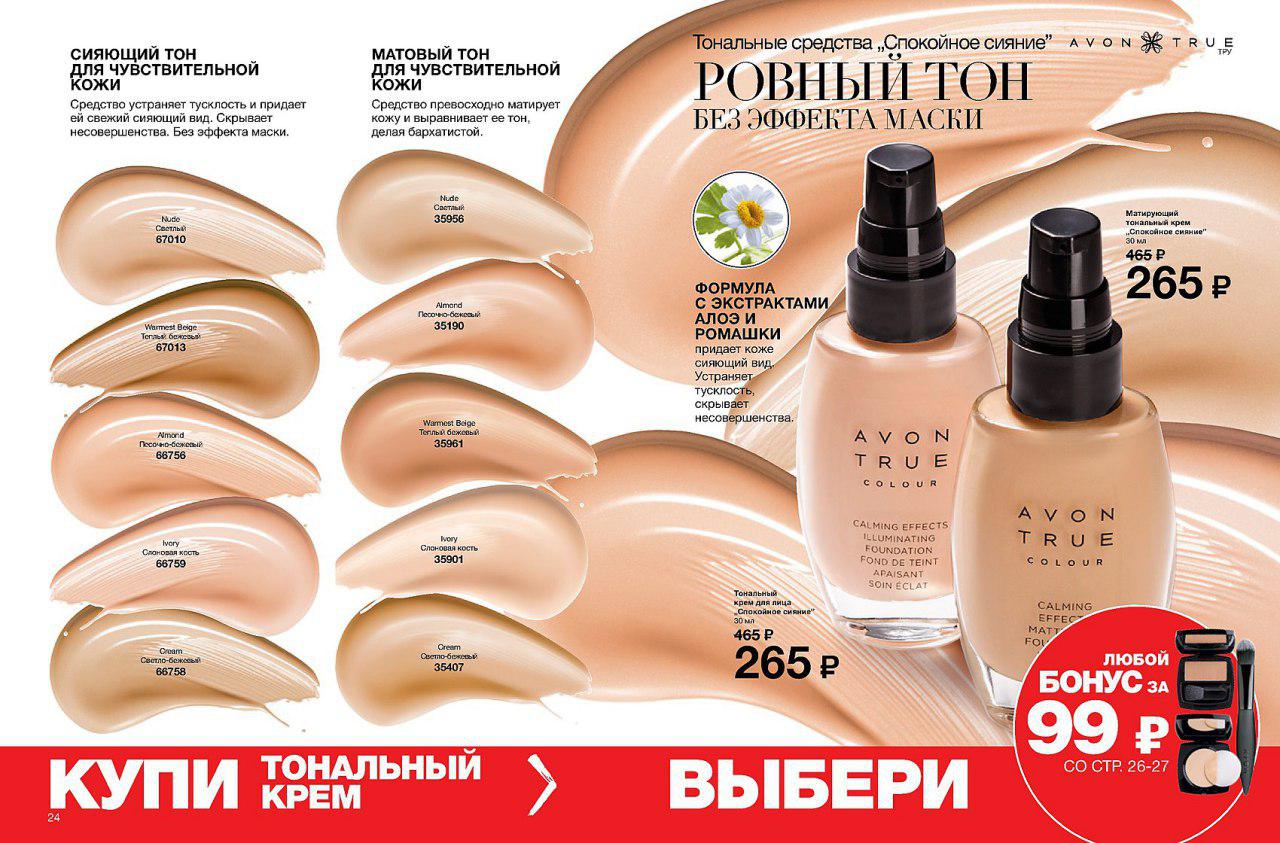 СИЯЮЩИЙ ТОН
ДЛЯ ЧУВСТВИТЕЛЬНОЙ
КОЖИ
Средство устраняет тусклость и придает
ей свежий сияющий вид. Скрывает
несовершенства. Без эффекта маски.
Nude
Светлый
67010
Warmest Beige
Теплый бежевый
67013
Almond
Песочно-бежевый
66756
Ivory
Слоновая кость
66759
Cream
Светло-бежевый
66758
МАТОВЫЙ ТОН
ДЛЯ ЧУВСТВИТЕЛЬНОЙ
КОЖИ
Средство превосходно матирует
кожу и выравнивает ее тон,
делая бархатистой.
Nude
Светлый
35956
Almond
Песочно-бежевый
35190
Warmest Beige
Теплый бежевый
35961
Ivory
Слоновая кость
35901
Cream
Светло-бежевый
35407
Тональные средства „Спокойное сияние”
AVON TRUE
ТРУ
РОВНЫЙ ТОН
БЕЗ ЭФФЕКТА МАСКИ
ФОРМУЛА
С ЭКСТРАКТАМИ
АЛОЭ И
РОМАШКИ
придает коже
сияющий вид.
Устраняет
тусклость,
скрывает
несовершенства.
Матирующий
тональный крем
„Спокойное сияние”
30 мл
465 ₽
265 ₽
AVON
TRUE
COLOUR
CALMING EFFECTS
ILLUMINATING
FOUNDATION
FOND DE TEINT
APAISANT
SOIN ÉCLAT
AVON
TRUE
COLOUR
CALMING
Тональный
крем для лица
„Спокойное сияние”
30 мл
465 ₽
265 ₽
ЛЮБОЙ
БОНУС ЗА
99 ₽
СО СТР. 26-27
КУПИ ТОНАЛЬНЫЙ
КРЕМ
ВЫБЕРИ
24